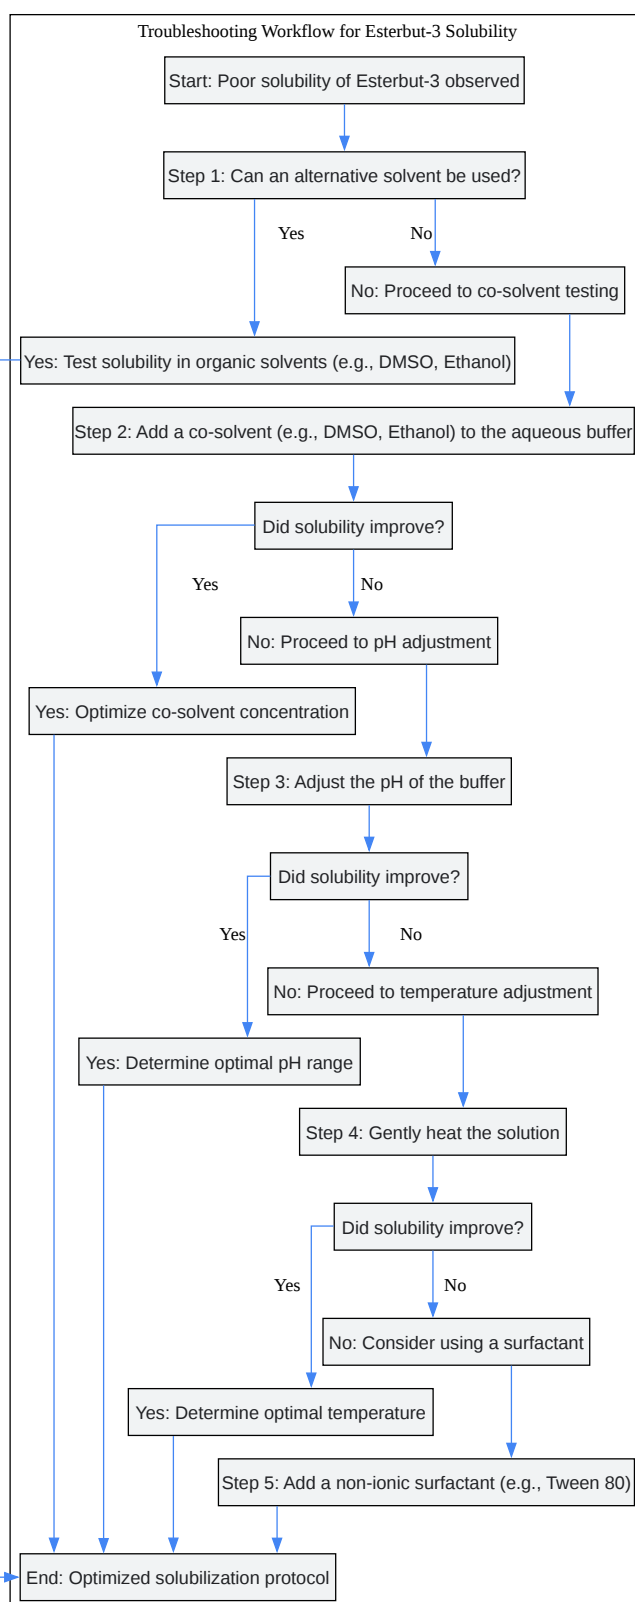 Troubleshooting Workflow for Esterbut-3 Solubility
Start: Poor solubility of Esterbut-3 observed
Step 1: Can an alternative solvent be used?
Yes
No
No: Proceed to co-solvent testing
Yes: Test solubility in organic solvents (e.g., DMSO, Ethanol)
Step 2: Add a co-solvent (e.g., DMSO, Ethanol) to the aqueous buffer
Did solubility improve?
Yes
No
No: Proceed to pH adjustment
Yes: Optimize co-solvent concentration
Step 3: Adjust the pH of the buffer
Did solubility improve?
Yes
No
No: Proceed to temperature adjustment
Yes: Determine optimal pH range
Step 4: Gently heat the solution
Did solubility improve?
Yes
No
No: Consider using a surfactant
Yes: Determine optimal temperature
Step 5: Add a non-ionic surfactant (e.g., Tween 80)
End: Optimized solubilization protocol